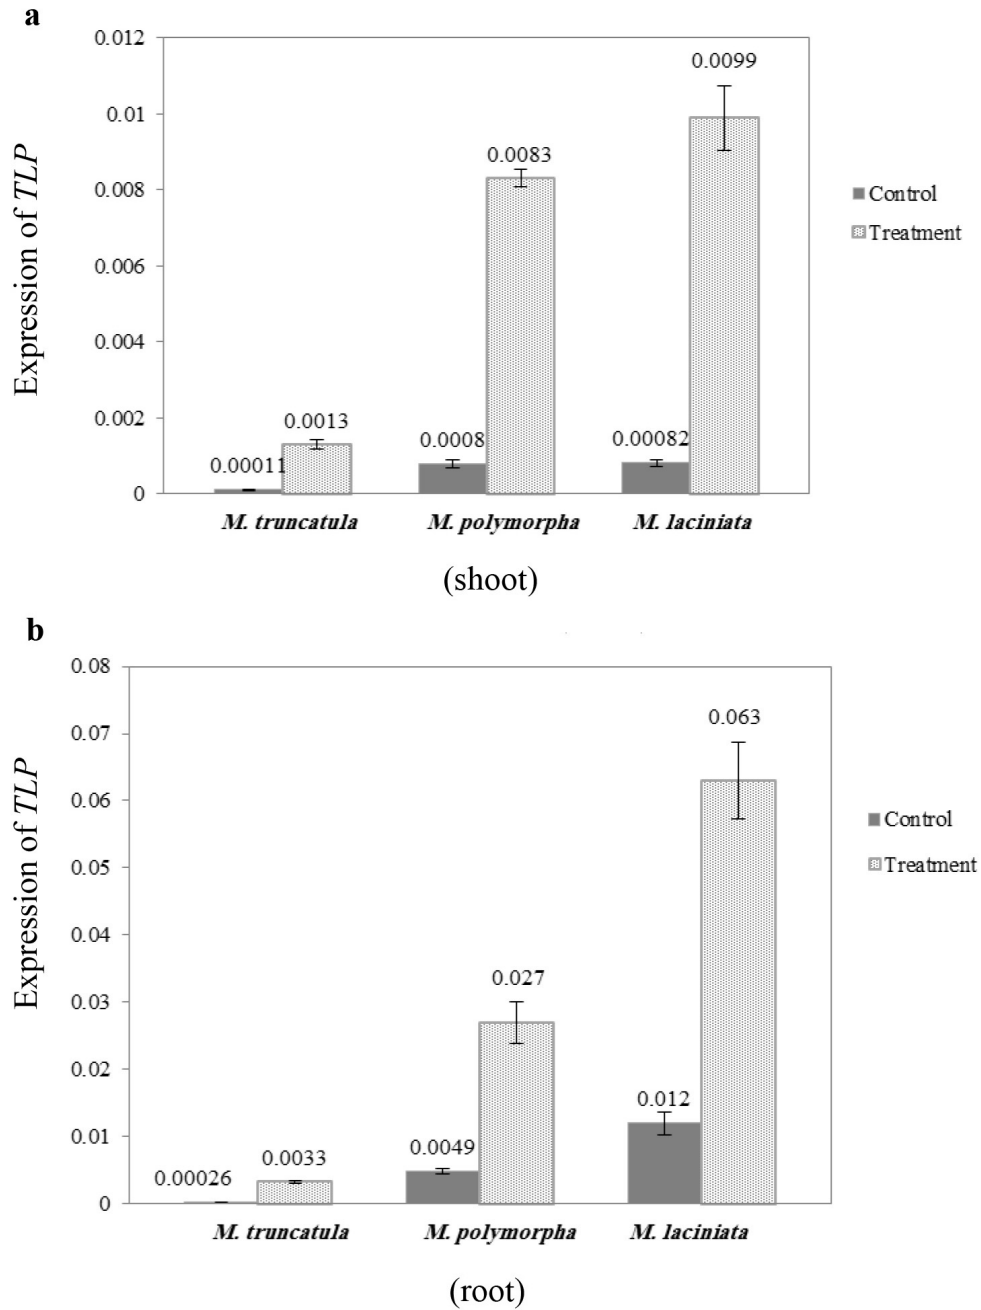 a
0.012
0.0099
0.01
0.0083
0.008
Control
Treatment
0.006
0.004
0.002
0.0013
0.00011
0.0008
0.00082
0
Expression of TLP
M. truncatula
M. polymorpha
M. laciniata
(shoot)
b
0.08
0.07
0.063
0.06
0.05
Control
Treatment
0.04
0.03
0.027
0.02
0.012
0.01
0.0049
0.0033
0.00026
0
Expression of TLP
M. truncatula
M. polymorpha
M. laciniata
(root)